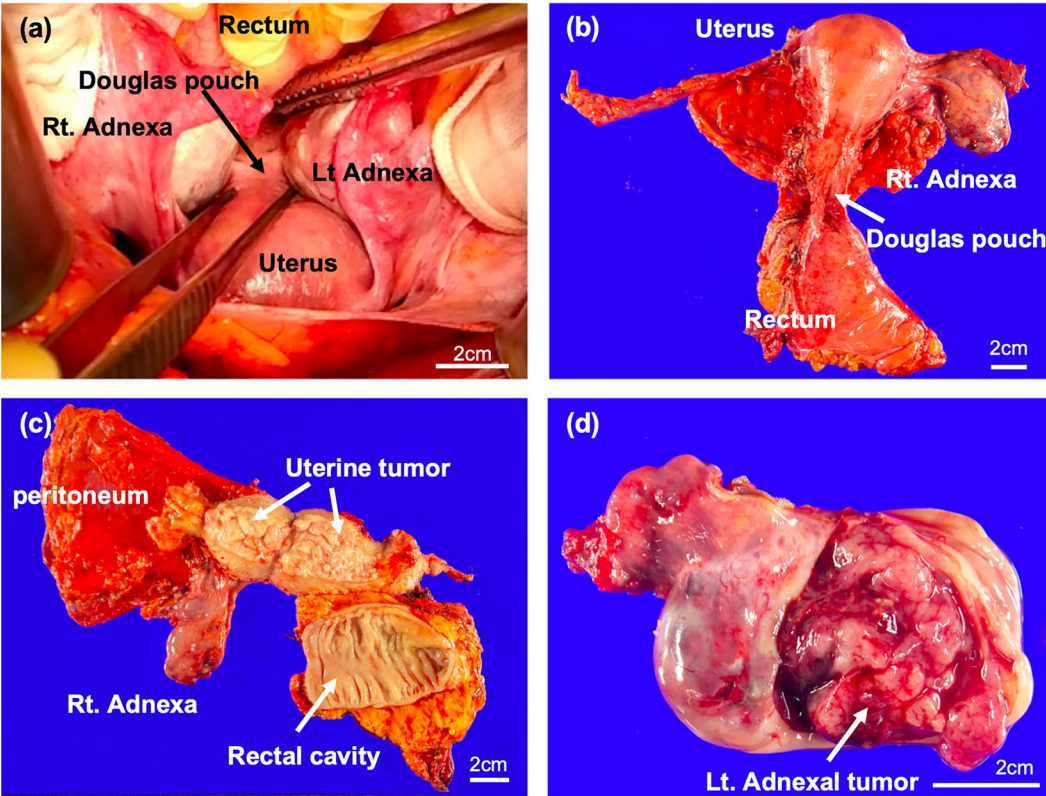 (a)
Rectum
Douglas pouch
Rt. Adnexa
Lt Adnexa
Uterus
2cm
(b)
Uterus
Rt. Adnexa
Douglas pouch
Rectum
2cm
(c)
Uterine tumor
peritoneum
Rt. Adnexa
Rectal cavity
2cm
(d)
Lt. Adnexal tumor
2cm